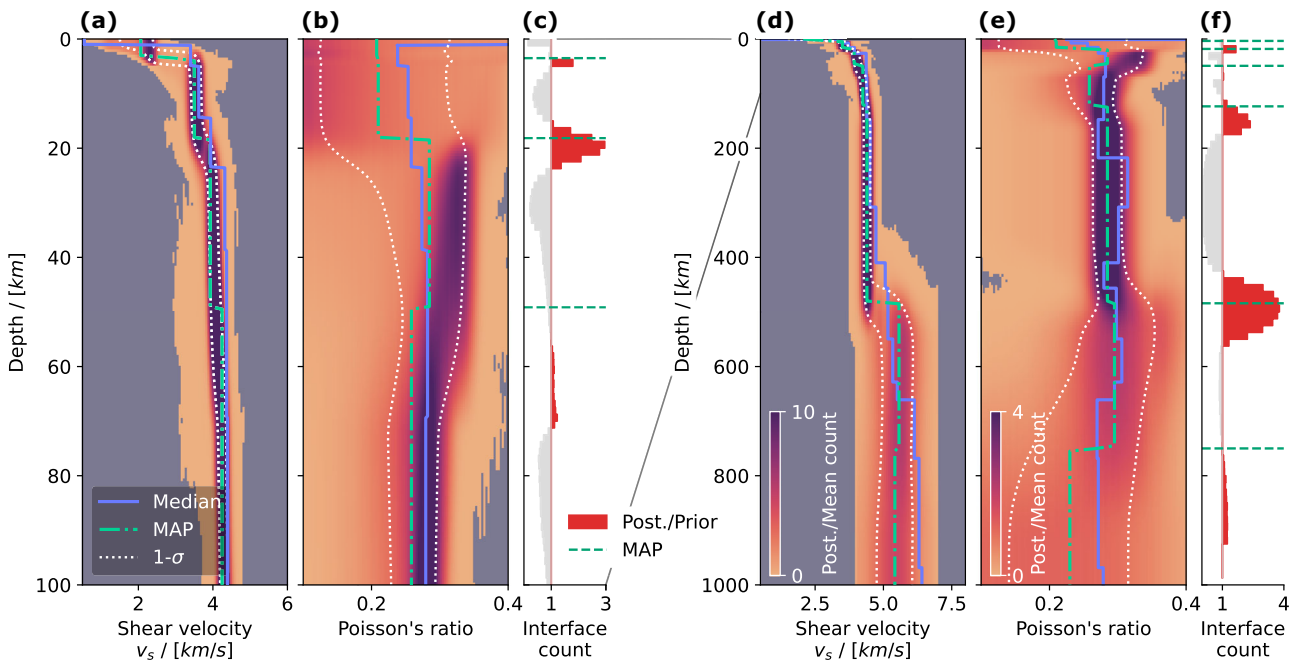 (a)
(b)
(c)
(d)
(e)
(f)
0
20
40
60
80
100
Depth / [km]
2
4
6
Shear velocity
v_s / [km/s]
Median
MAP
1-σ
0.2
0.4
Poisson's ratio
1
3
Interface
count
Post./Prior
MAP
0
200
400
600
800
1000
Depth / [km]
2.5
5.0
7.5
Shear velocity
v_s / [km/s]
10
0
Post./Mean count
0.2
0.4
Poisson's ratio
4
0
Post./Mean count
1
4
Interface
count